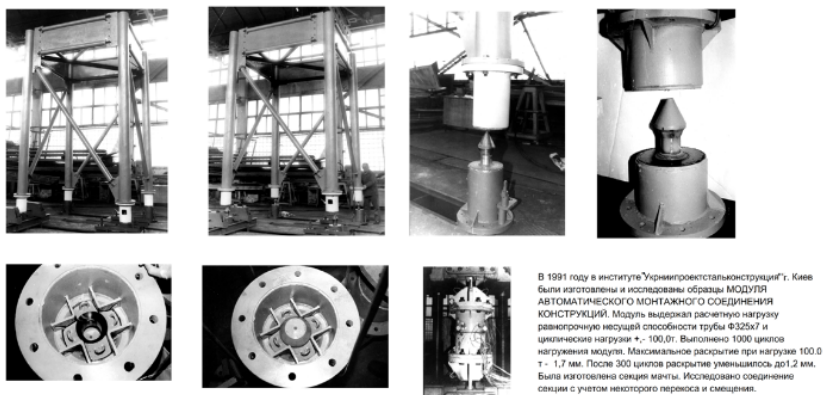 В 1991 году в институте"Укрниипроектстальконструкция"г. Киев
были изготовлены и исследованы образцы МОДУЛЯ
АВТОМАТИЧЕСКОГО МОНТАЖНОГО СОЕДИНЕНИЯ
КОНСТРУКЦИЙ. Модуль выдержал расчетную нагрузку
равнопрочную несущей способности трубы Ф325х7 и
циклические нагрузки +,- 100,0т. Выполнено 1000 циклов
нагружения модуля. Максимальное раскрытие при нагрузке 100.0
т - 1,7 мм. После 300 циклов раскрытие уменьшилось до1,2 мм.
Была изготовлена секция мачты. Исследовано соединение
секции с учетом некоторого перекоса и смещения.